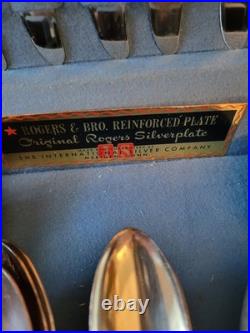 ★ ROGERS & BRO. REINFORCED PLATE
Original Rogers Silverplate
THE INTERNATIONAL SILVER COMPANY